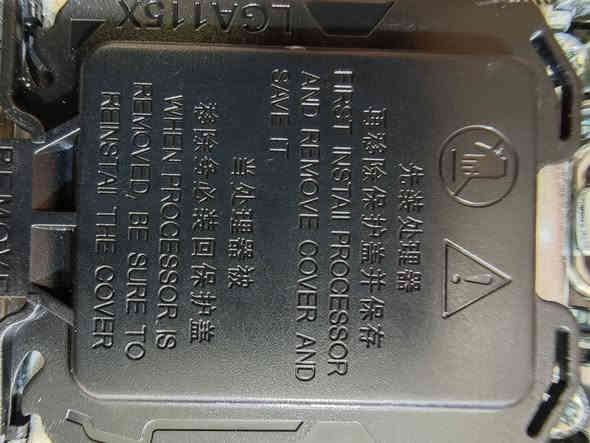 先装处理器
再移除保护盖并保存
FIRST INSTALL PROCESSOR
AND REMOVE COVER AND
SAVE IT
当处理器被
移除务必装回保护盖
WHEN PROCESSOR IS
REMOVED, BE SURE TO
REINSTALL THE COVER
REMOVE
LGA115X